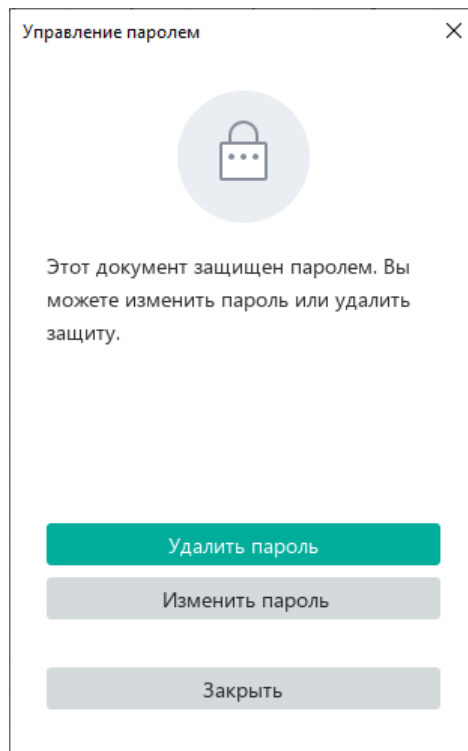 Управление паролем
Этот документ защищен паролем. Вы
можете изменить пароль или удалить
защиту.
Удалить пароль
Изменить пароль
Закрыть